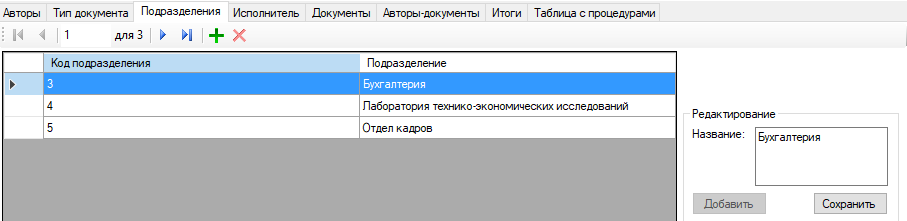 Авторы Тип документа Подразделения Исполнитель Документы Авторы-документы Итоги Таблица с процедурами
1 для 3
Код подразделения Подразделение
3 Бухгалтерия
4 Лаборатория технико-экономических исследований
5 Отдел кадров
Редактирование
Название: Бухгалтерия
Добавить Сохранить